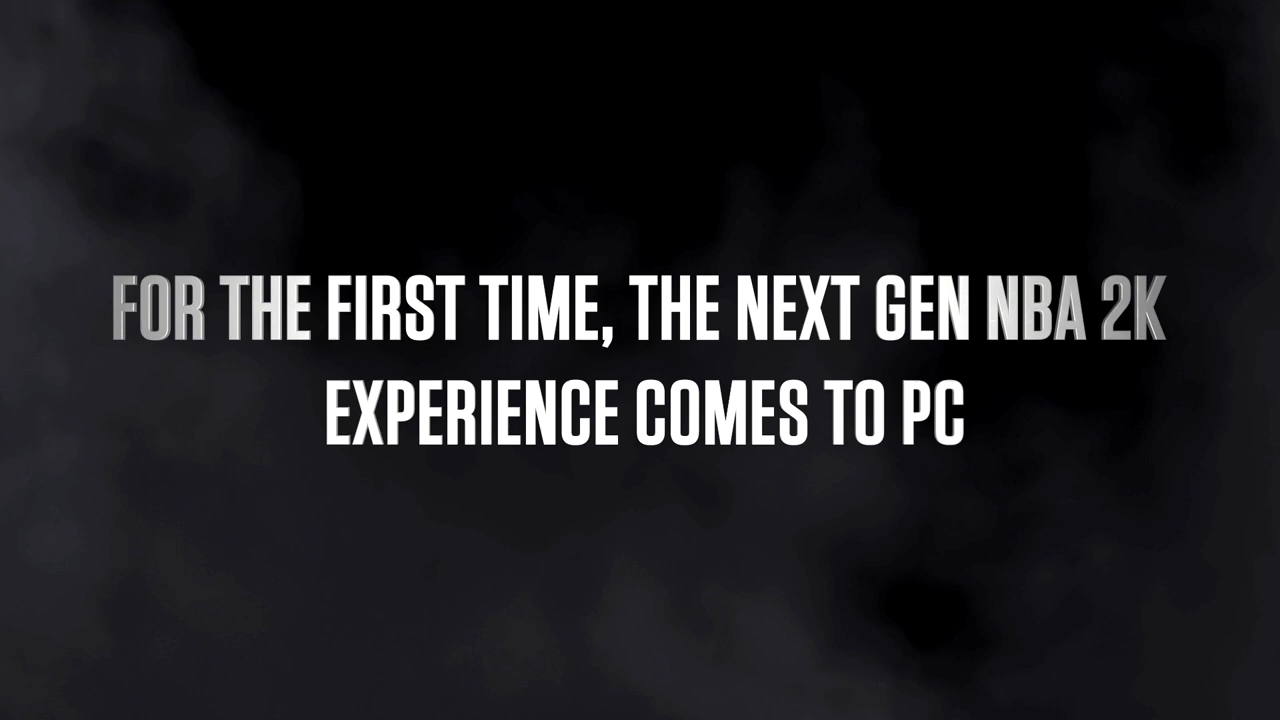 FOR THE FIRST TIME, THE NEXT GEN NBA 2K
EXPERIENCE COMES TO PC